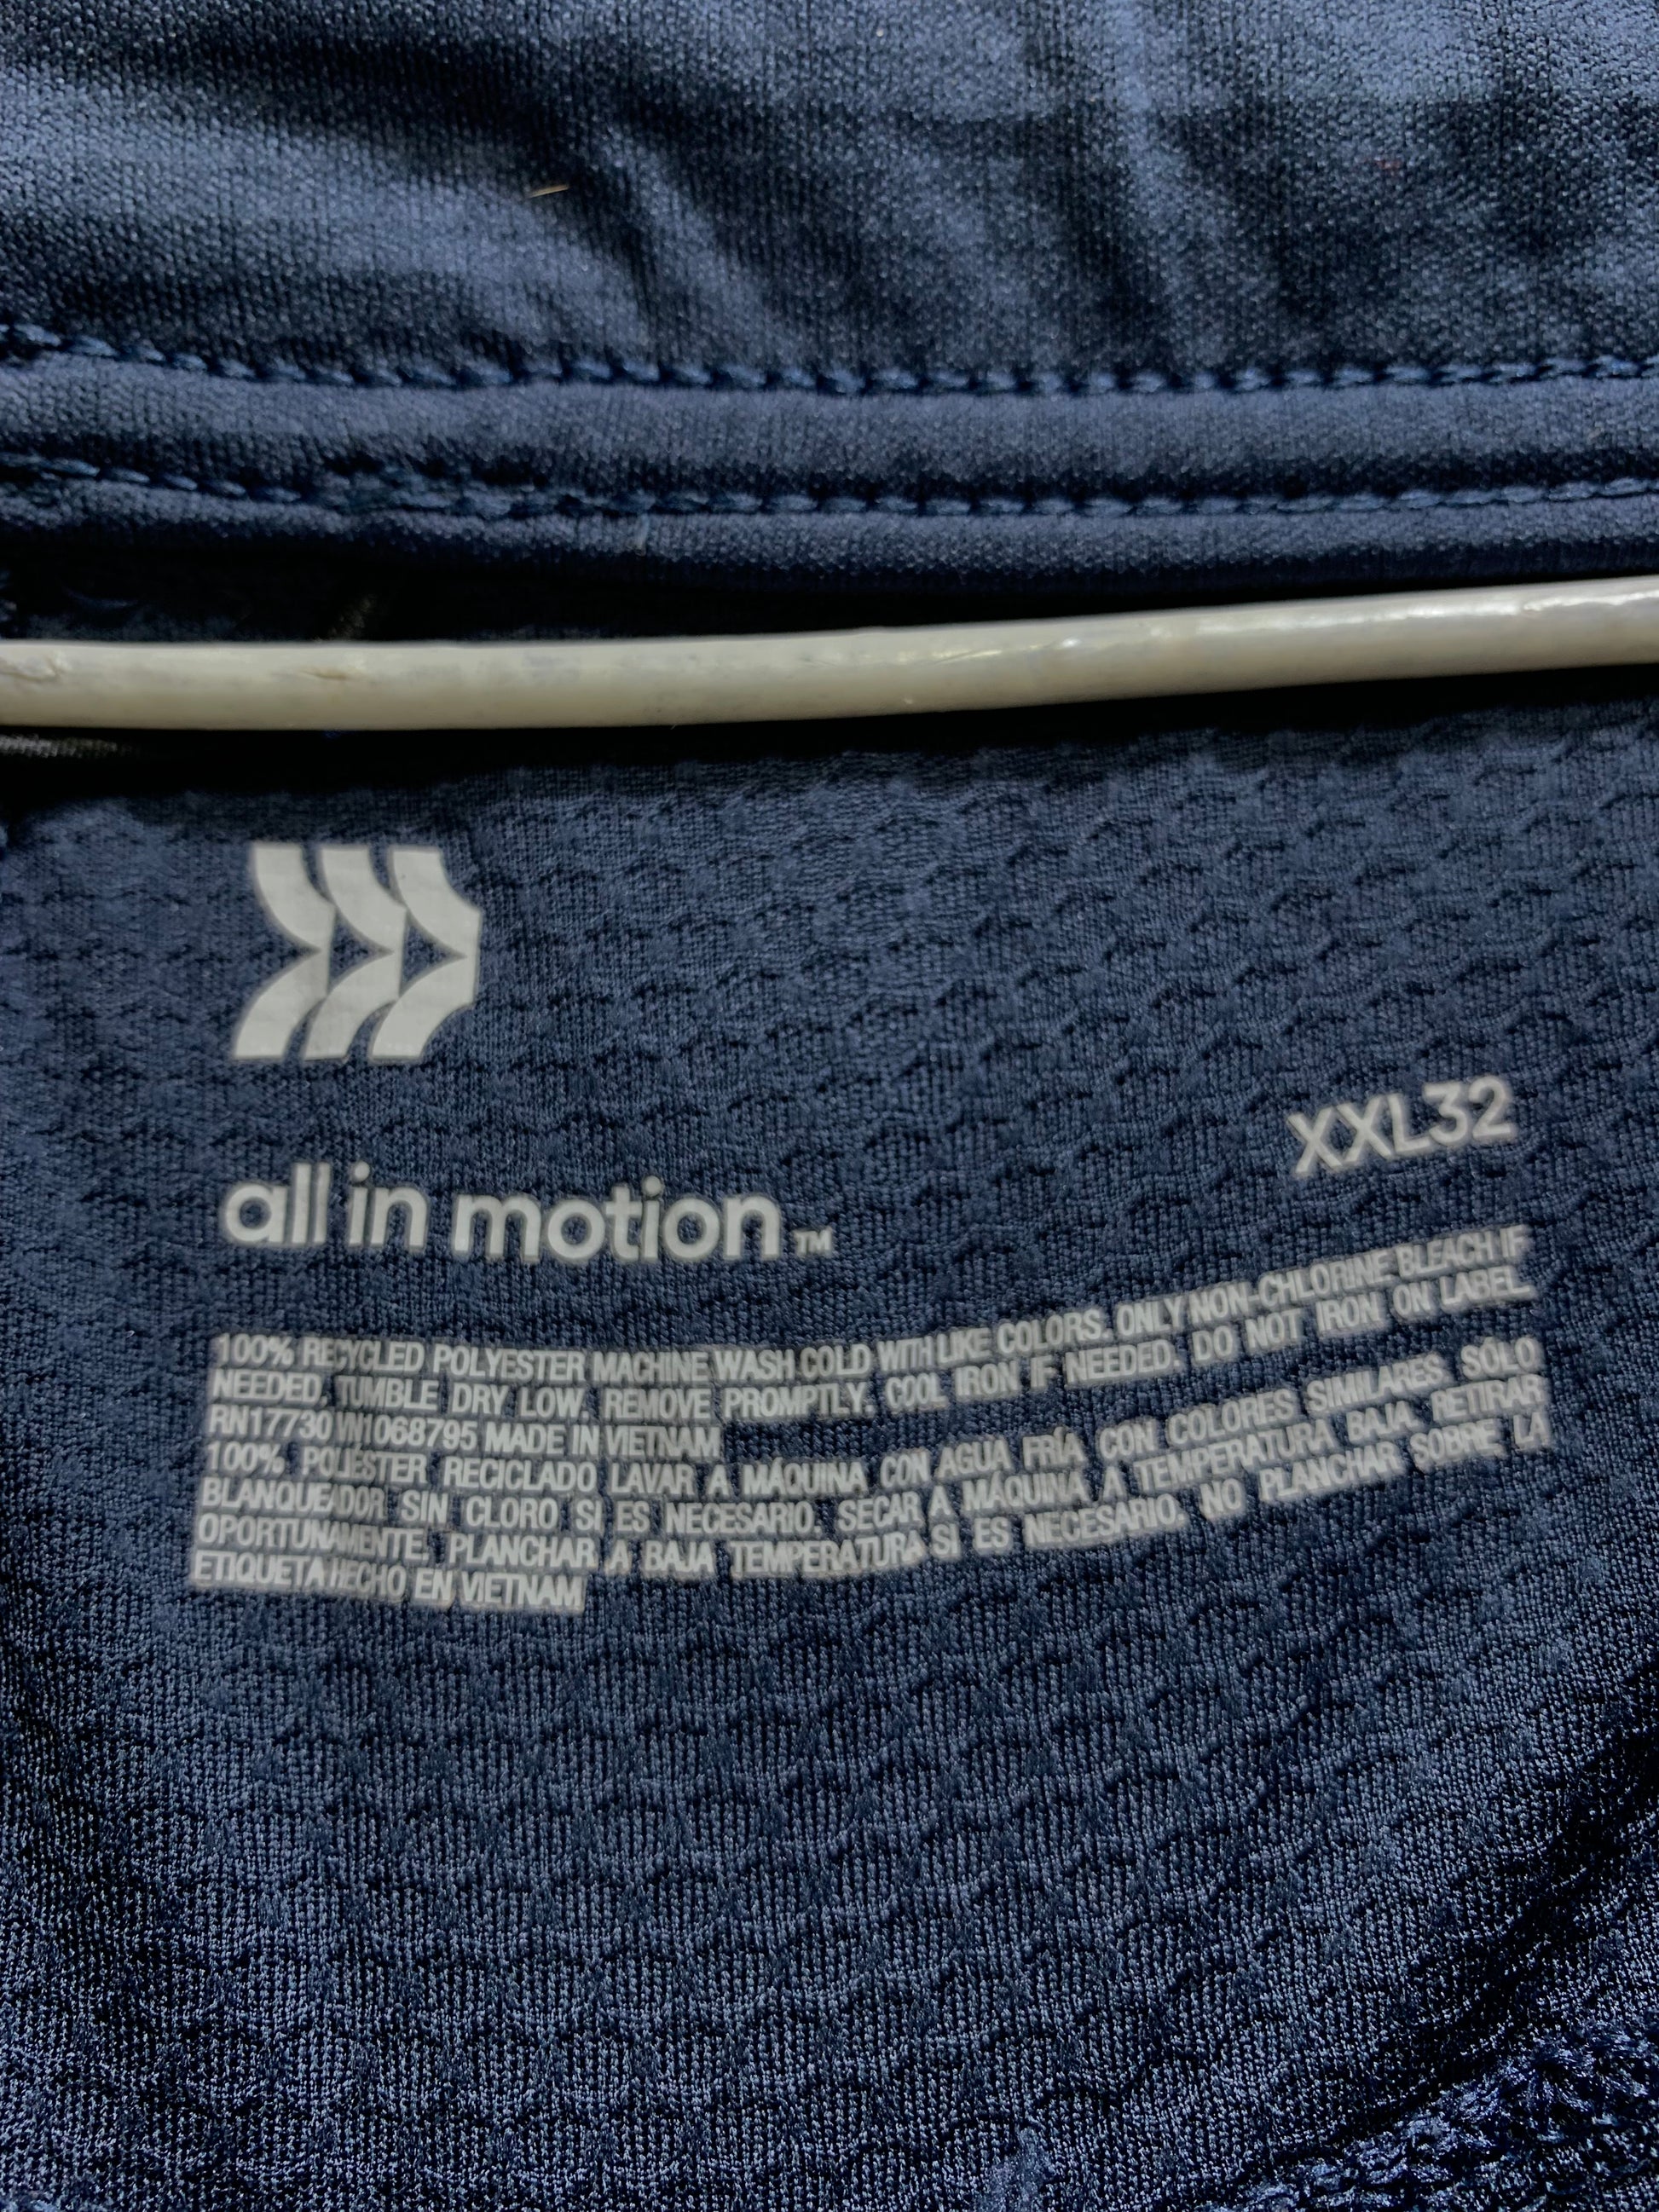 all in motion™
XXL32
100% RECYCLED POLYESTER MACHINE WASH COLD WITH LIKE COLORS. ONLY NON-CHLORINE BLEACH IF
NEEDED. TUMBLE DRY LOW. REMOVE PROMPTLY. COOL IRON IF NEEDED. DO NOT IRON ON LABEL.
RN17730 VN1068795 MADE IN VIETNAM
100% POLIÉSTER RECICLADO LAVAR A MÁQUINA CON AGUA FRÍA CON COLORES SIMILARES. SÓLO
BLANQUEADOR SIN CLORO SI ES NECESARIO. SECAR A MÁQUINA A TEMPERATURA BAJA. RETIRAR
OPORTUNAMENTE. PLANCHAR A BAJA TEMPERATURA SI ES NECESARIO. NO PLANCHAR SOBRE LA
ETIQUETA HECHO EN VIETNAM